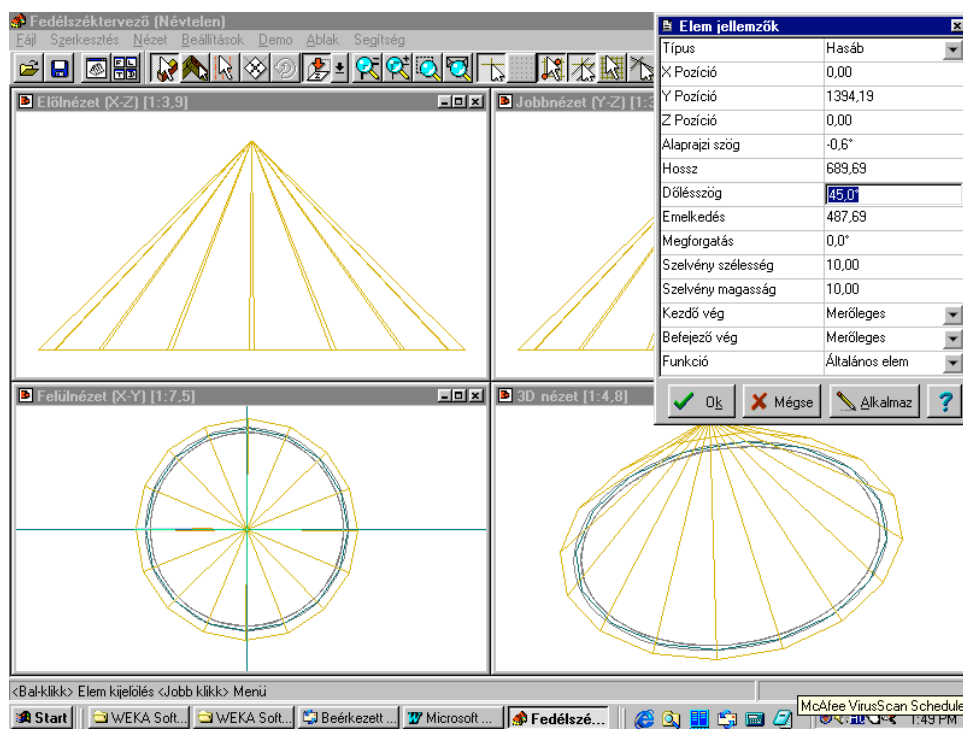 Fedélszéktervező (Névtelen)
Fájl Szerkesztés Nézet Beállítások Demo Ablak Segítség
Előlnézet (X-Z) [1:3,9]
Jobbnézet (Y-Z) [1:3
Elem jellemzők
Típus Hasáb
X Pozíció 0,00
Y Pozíció 1394,19
Z Pozíció 0,00
Alaprajzi szög -0,6°
Hossz 689,69
Dőlésszög 45,0°
Emelkedés 487,69
Megforgatás 0,0°
Szelvény szélesség 10,00
Szelvény magasság 10,00
Kezdő vég Merőleges
Befejező vég Merőleges
Funkció Általános elem
Ok Mégse Alkalmaz ?
Felülnézet (X-Y) [1:7,5]
3D nézet [1:4,8]
<Bal-klikk> Elem kijelölés <Jobb klikk> Menü
McAfee VirusScan Schedule
Start WEKA Soft... WEKA Soft... Beérkezett ... Microsoft ... Fedélszé... 1:49 PM